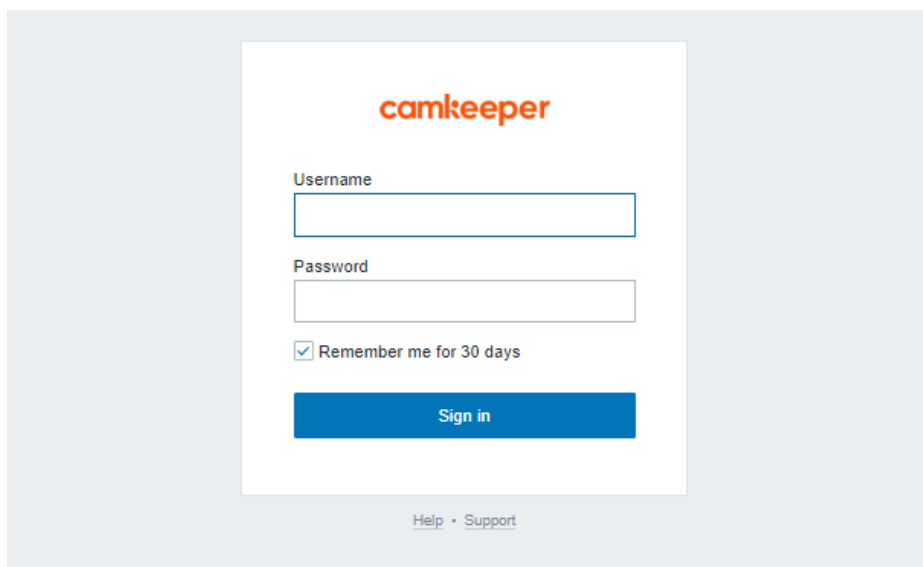 camkeeper
Username
Password
Remember me for 30 days
Sign in
Help • Support